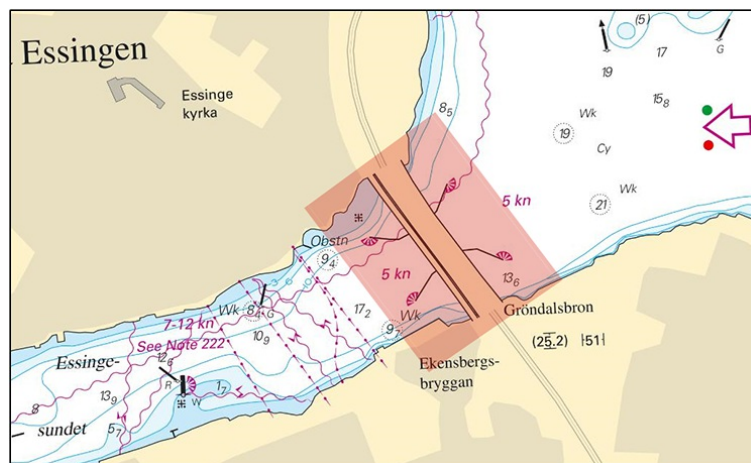 Essingen
Essinge
kyrka
(5)
17
G
19
15₈
8₅
Wk
19
Cy
Wk
21
5 kn
Obstn
9₄
5 kn
13₆
Wk
8₄
G
17₂
Wk
9₇
Gröndalsbron
7-12 kn
See Note 222
10₉
(25.2) 51
Essinge-
12₆
Ekensbergs-
bryggan
R
W
1₇
8
13₉
5₇
sundet